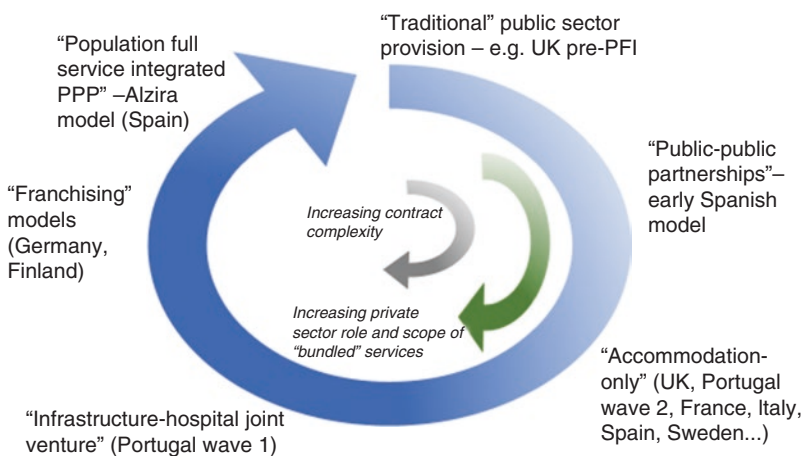 “Traditional” public sector
provision – e.g. UK pre-PFI
“Public-public
partnerships”–
early Spanish
model
“Accommodation-
only” (UK, Portugal
wave 2, France, Italy,
Spain, Sweden...)
“Infrastructure-hospital joint
venture” (Portugal wave 1)
“Franchising”
models
(Germany,
Finland)
“Population full
service integrated
PPP” –Alzira
model (Spain)
Increasing contract
complexity
Increasing private
sector role and scope of
“bundled” services